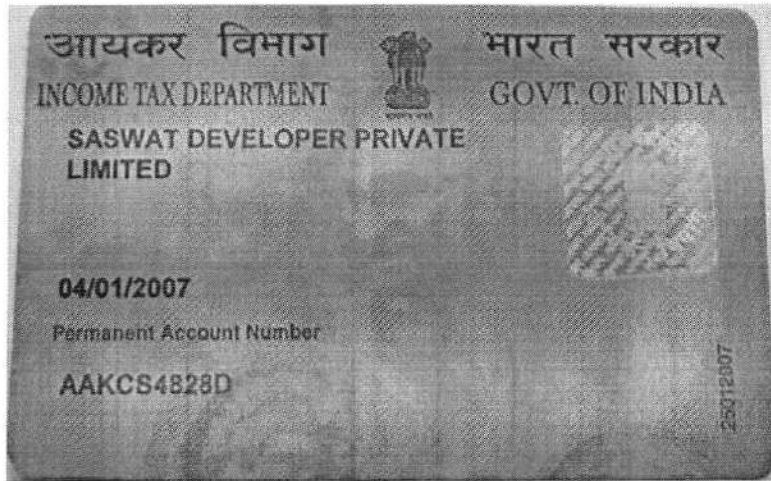 आयकर विभाग
भारत सरकार
INCOME TAX DEPARTMENT
GOVT. OF INDIA
SASWAT DEVELOPER PRIVATE
LIMITED
04/01/2007
Permanent Account Number
AAKCS4828D
25012007